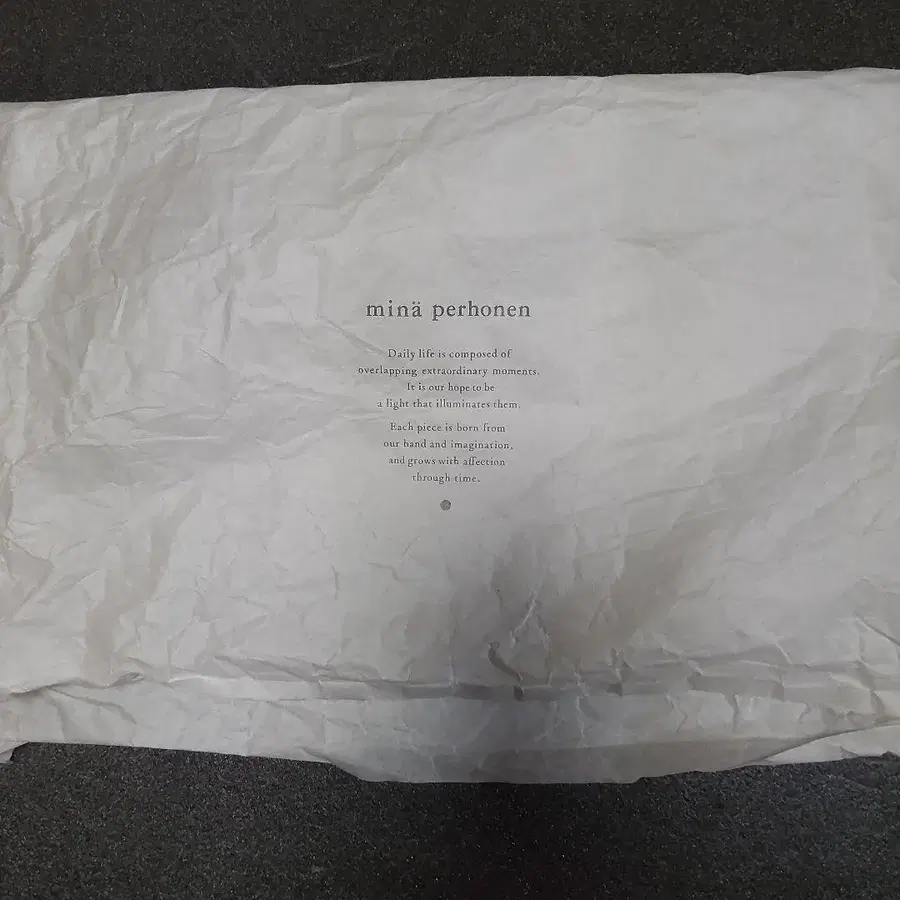 minä perhonen
Daily life is composed of
overlapping extraordinary moments.
It is our hope to be
a light that illuminates them.
Each piece is born from
our hand and imagination,
and grows with affection
through time.